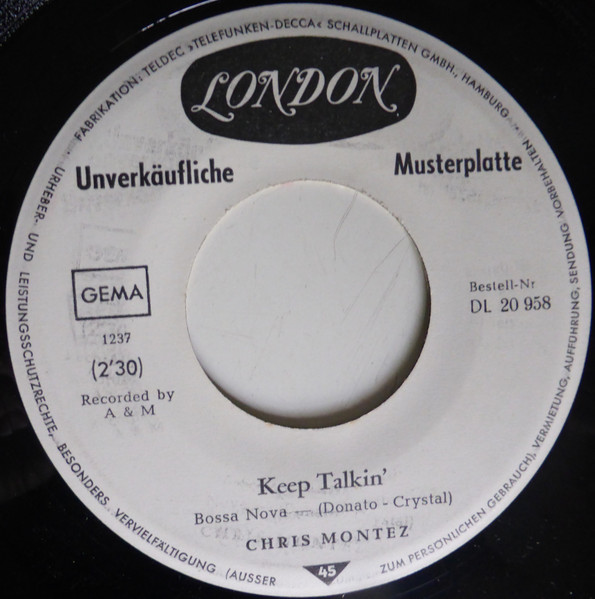 FABRIKATION: TELDEC »TELEFUNKEN-DECCA« SCHALLPLATTEN GMBH., HAMBURG
LONDON
Unverkäufliche Musterplatte
GEMA
1237
(2'30)
Recorded by
A & M
Bestell-Nr
DL 20 958
Keep Talkin'
Bossa Nova — (Donato - Crystal)
CHRIS MONTEZ
45
URHEBER- UND LEISTUNGSSCHUTZRECHTE, BESONDERS VERVIELFÄLTIGUNG (AUSSER ZUM PERSÖNLICHEN GEBRAUCH), VERMIETUNG, AUFFÜHRUNG, SENDUNG VORBEHALTEN